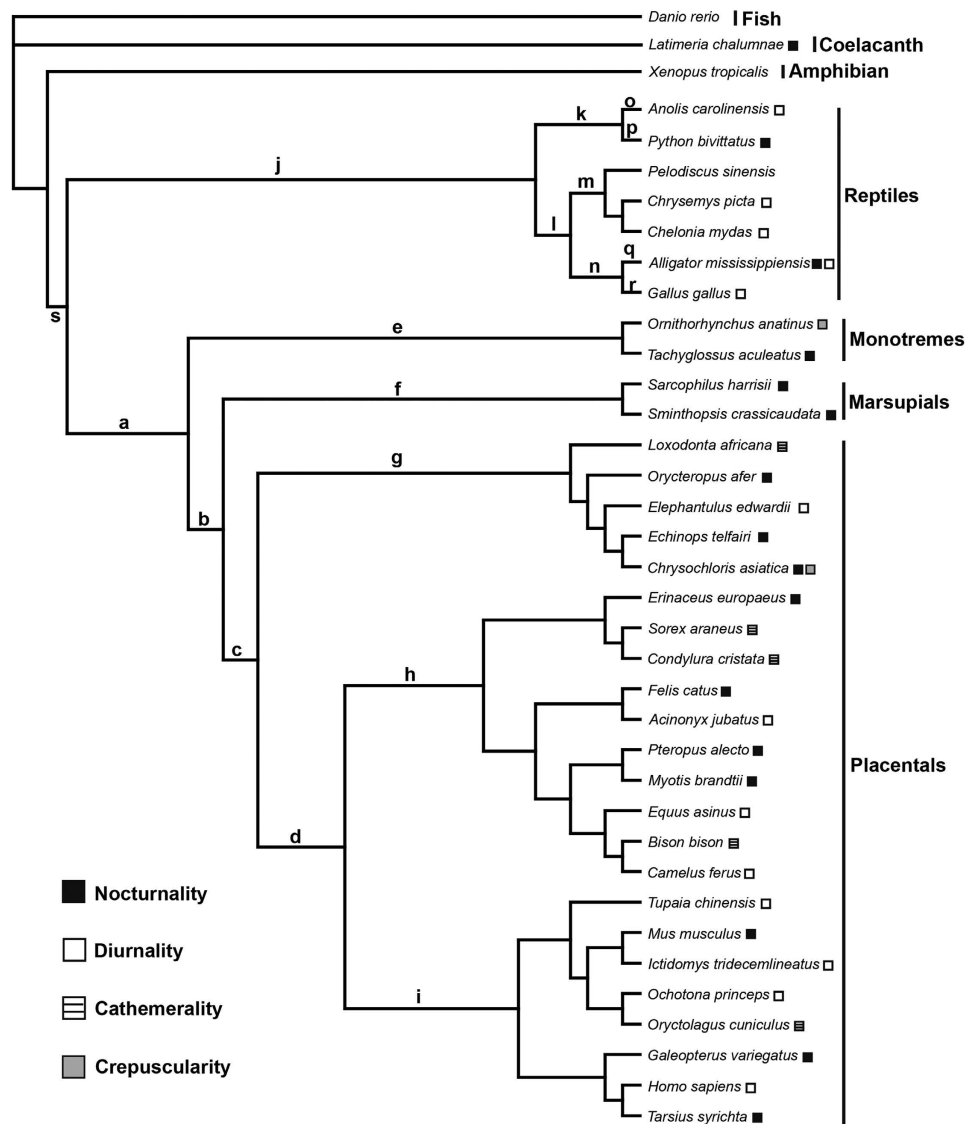 Danio rerio Fish
Latimeria chalumnae Coelacanth
Xenopus tropicalis Amphibian
o Anolis carolinensis
k
p Python bivittatus
j
m Pelodiscus sinensis
Reptiles
Chrysemys picta
l
Chelonia mydas
q
Alligator mississippiensis
n
r Gallus gallus
s
e Ornithorhynchus anatinus
Monotremes
Tachyglossus aculeatus
f Sarcophilus harrisii
Marsupials
Sminthopsis crassicaudata
a
g Loxodonta africana
Orycteropus afer
Elephantulus edwardii
b
Echinops telfairi
Chrysochloris asiatica
Erinaceus europaeus
Sorex araneus
c
Condylura cristata
h
Felis catus
Acinonyx jubatus
Pteropus alecto
Placentals
Myotis brandtii
Equus asinus
d
Bison bison
Camelus ferus
Nocturnality
Tupaia chinensis
Mus musculus
Diurnality
Ictidomys tridecemlineatus
i
Ochotona princeps
Cathemerality
Oryctolagus cuniculus
Galeopterus variegatus
Crepuscularity
Homo sapiens
Tarsius syrichta